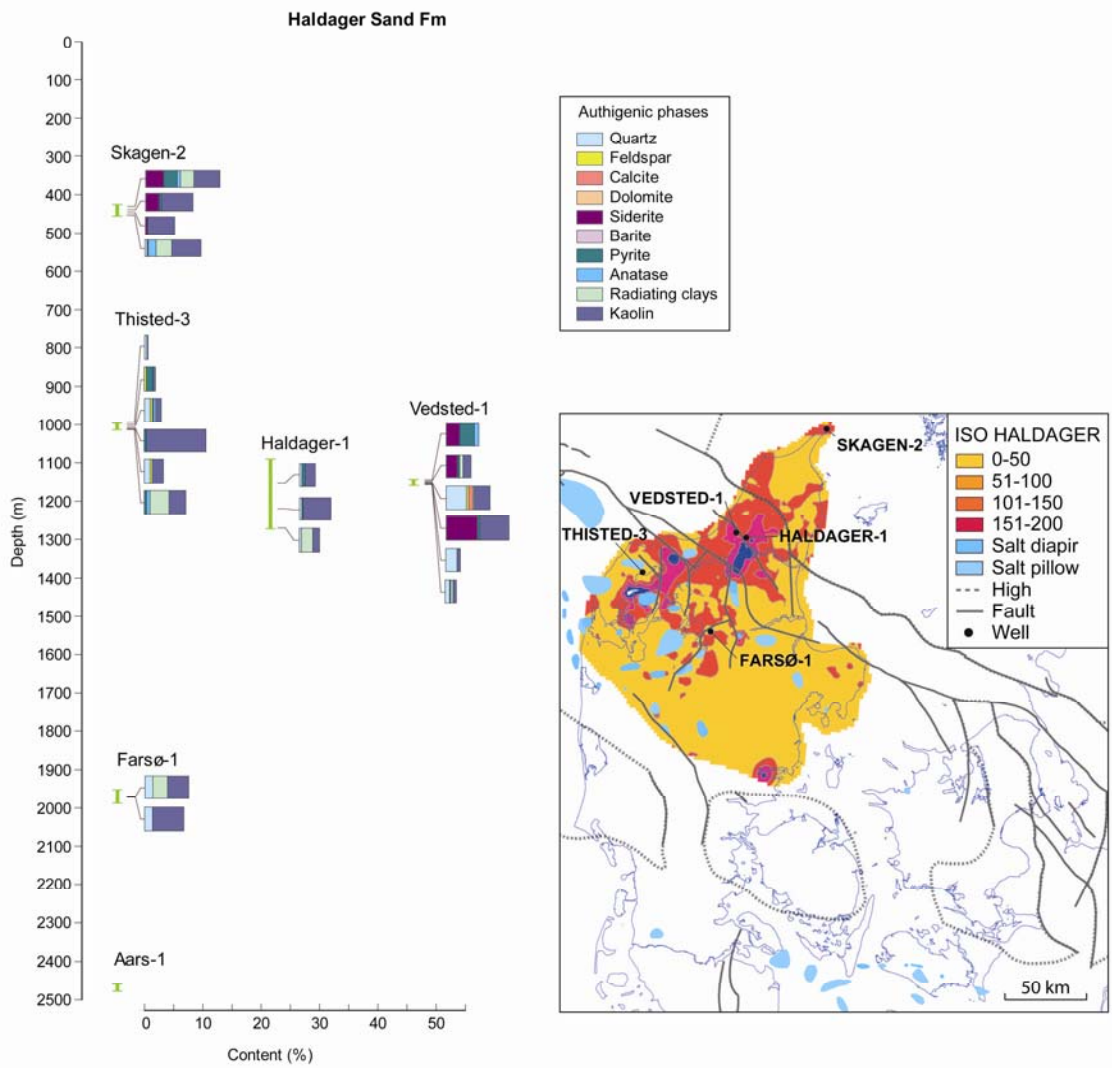 Haldager Sand Fm
0
100
200
300
400
500
600
700
800
900
1000
1100
1200
1300
1400
1500
1600
1700
1800
1900
2000
2100
2200
2300
2400
2500
Depth (m)
Skagen-2
Thisted-3
Haldager-1
Vedsted-1
Farsø-1
Aars-1
0 10 20 30 40 50
Content (%)
Authigenic phases
Quartz
Feldspar
Calcite
Dolomite
Siderite
Barite
Pyrite
Anatase
Radiating clays
Kaolin
SKAGEN-2
VEDSTED-1
THISTED-3
HALDAGER-1
FARSØ-1
ISO HALDAGER
0-50
51-100
101-150
151-200
Salt diapir
Salt pillow
High
Fault
Well
50 km